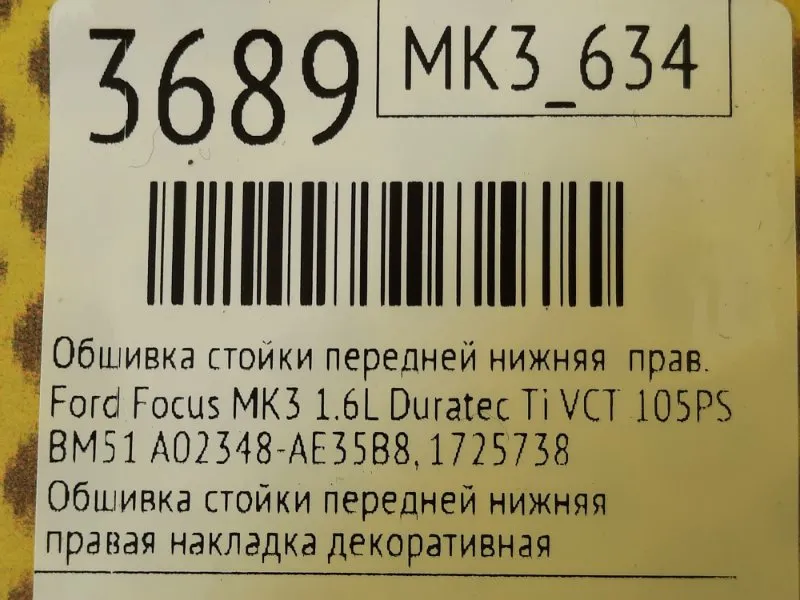 3689
MK3_634
Обшивка стойки передней нижняя прав.
Ford Focus MK3 1.6L Duratec Ti VCT 105PS
BM51 A02348-AE35B8, 1725738
Обшивка стойки передней нижняя
правая накладка декоративная